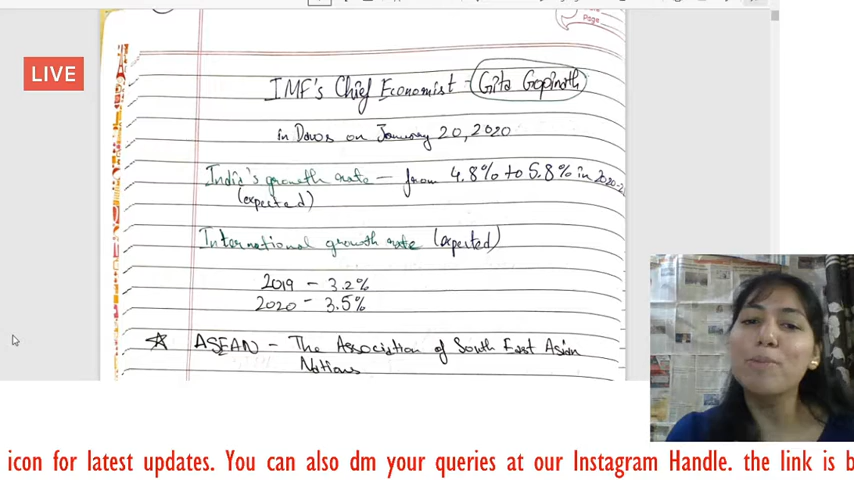 Page
LIVE
IMF's Chief Economist - Gita Gopinath
in Davos on January 20, 2020
India's growth rate - from 4.8% to 5.8% in 2020-
(expected)
International growth rate (expected)
2019 - 3.2%
2020 - 3.5%
ASEAN - The Association of South East Asian
Nations
icon for latest updates. You can also dm your queries at our Instagram Handle. the link is b